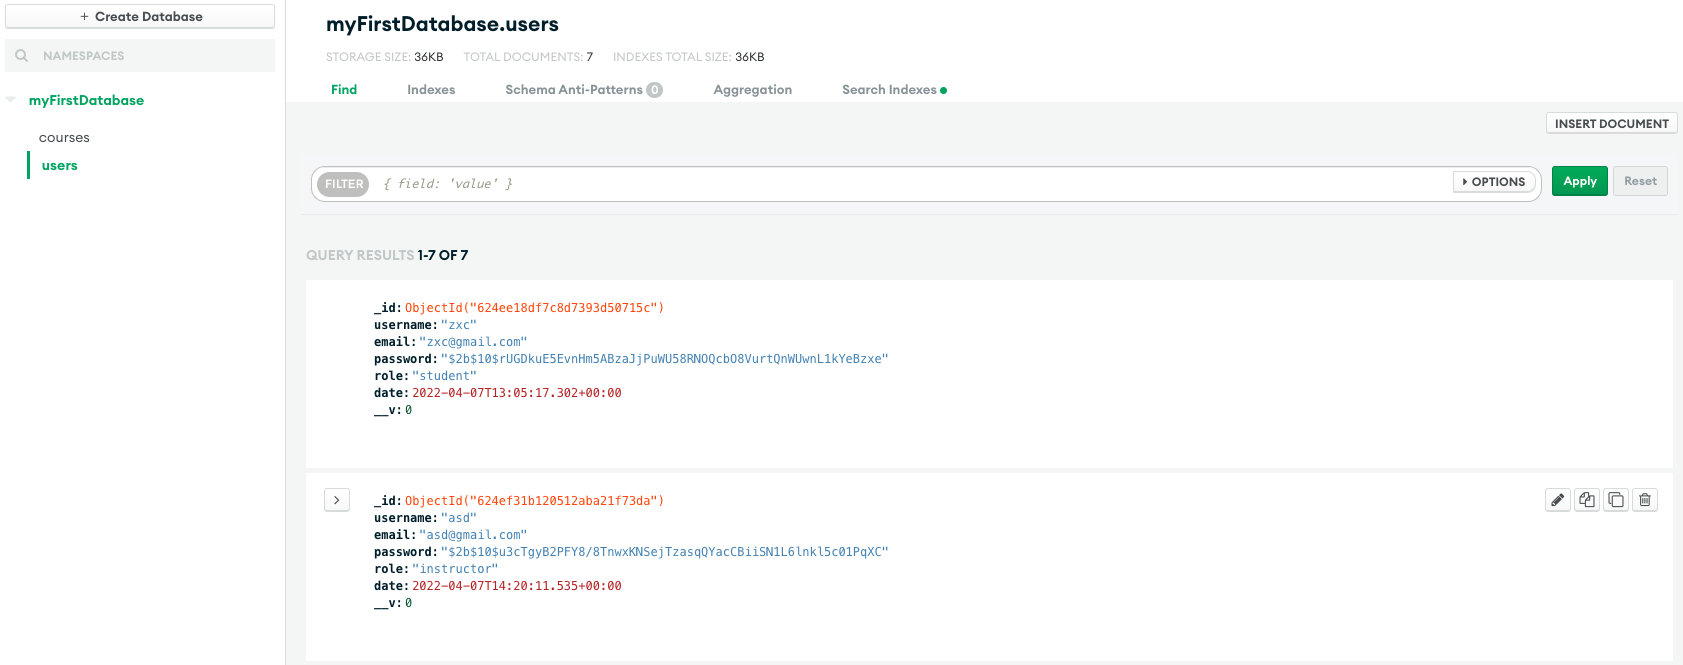 + Create Database
NAMESPACES
myFirstDatabase
courses
users
myFirstDatabase.users
STORAGE SIZE: 36KB TOTAL DOCUMENTS: 7 INDEXES TOTAL SIZE: 36KB
Find Indexes Schema Anti-Patterns 0 Aggregation Search Indexes
INSERT DOCUMENT
FILTER { field: 'value' } OPTIONS Apply Reset
QUERY RESULTS 1-7 OF 7
_id: ObjectId("624ee18df7c8d7393d50715c")
username: "zxc"
email: "zxc@gmail.com"
password: "$2b$10$rUGDkuE5EvnHm5ABzaJjPuWU58RNOQcbO8VurtQnWUwnL1kYeBzxe"
role: "student"
date: 2022-04-07T13:05:17.302+00:00
__v: 0
_id: ObjectId("624ef31b120512aba21f73da")
username: "asd"
email: "asd@gmail.com"
password: "$2b$10$u3cTgyB2PFY8/8TnwxKNSejTzasqQYacCBiiSN1L6lnkl5c01PqXC"
role: "instructor"
date: 2022-04-07T14:20:11.535+00:00
__v: 0